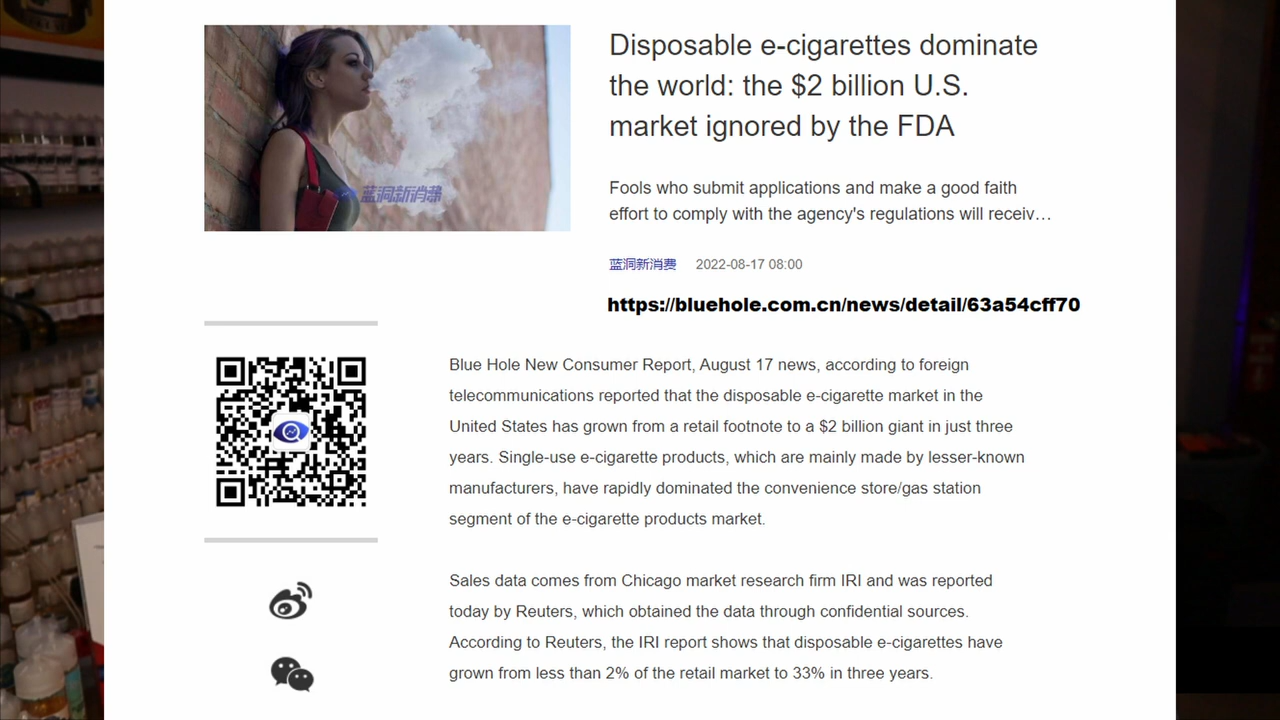 蓝洞新消费
Disposable e-cigarettes dominate
the world: the $2 billion U.S.
market ignored by the FDA
Fools who submit applications and make a good faith
effort to comply with the agency's regulations will receiv…
蓝洞新消费 2022-08-17 08:00
https://bluehole.com.cn/news/detail/63a54cff70
Blue Hole New Consumer Report, August 17 news, according to foreign
telecommunications reported that the disposable e-cigarette market in the
United States has grown from a retail footnote to a $2 billion giant in just three
years. Single-use e-cigarette products, which are mainly made by lesser-known
manufacturers, have rapidly dominated the convenience store/gas station
segment of the e-cigarette products market.
Sales data comes from Chicago market research firm IRI and was reported
today by Reuters, which obtained the data through confidential sources.
According to Reuters, the IRI report shows that disposable e-cigarettes have
grown from less than 2% of the retail market to 33% in three years.